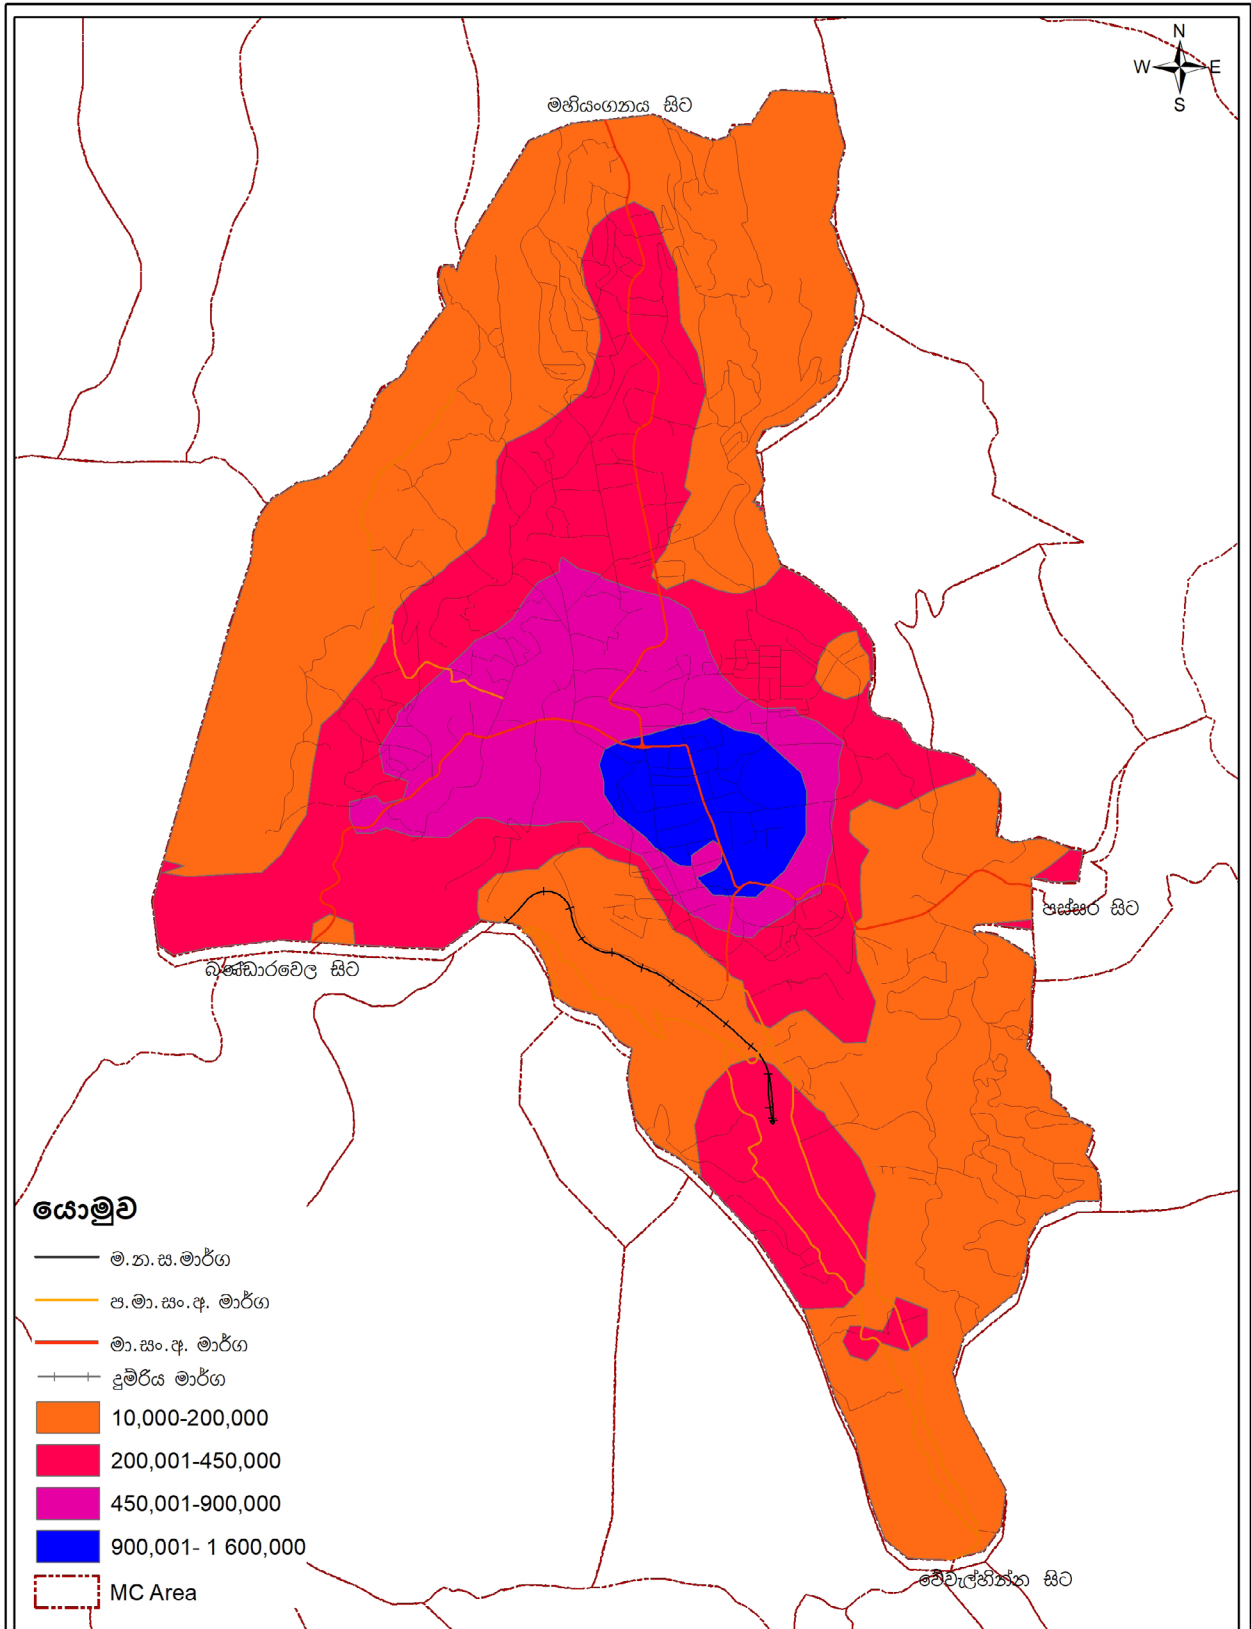 N
W E
S
මහියංගනය සිට
පස්සර සිට
බණ්ඩාරවෙල සිට
යොමුව
ම.න.ස.මාර්ග
ප.මා.සං.අ. මාර්ග
මා.සං.අ. මාර්ග
දුම්රිය මාර්ග
10,000-200,000
200,001-450,000
450,001-900,000
900,001- 1 600,000
MC Area
වේවැල්හින්න සිට